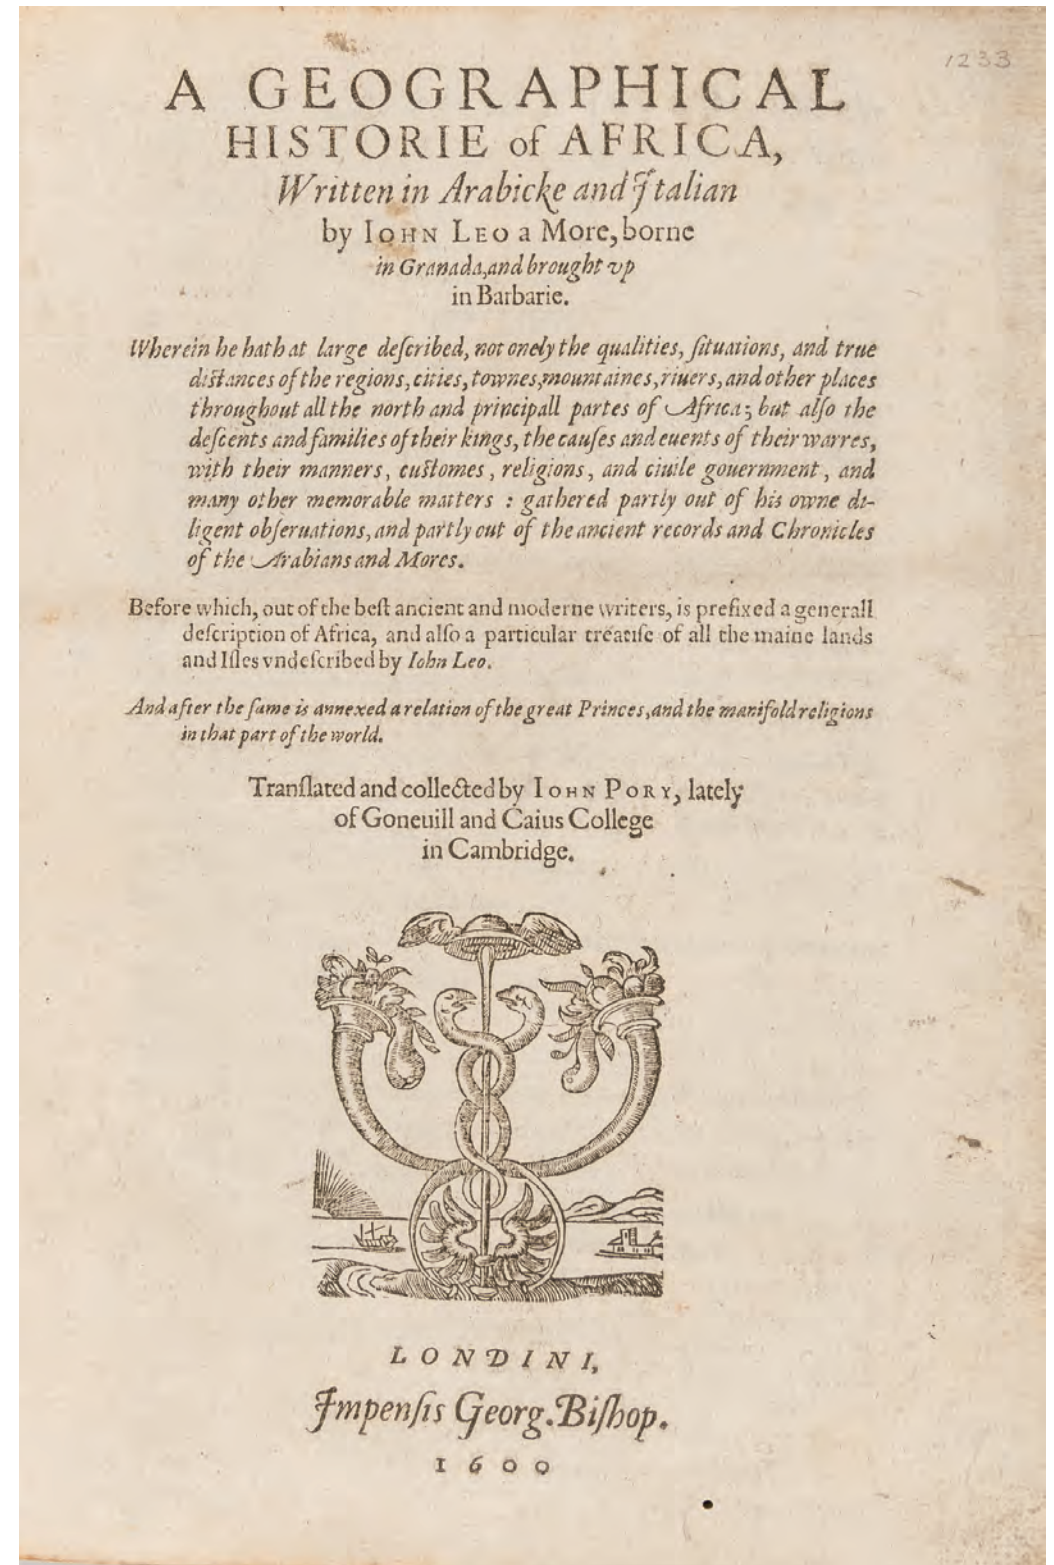 1233
A GEOGRAPHICAL
HISTORIE of AFRICA,
Written in Arabicke and Italian
by IOHN LEO a More, borne
in Granada, and brought vp
in Barbarie.
Wherein he hath at large deſcribed, not onely the qualities, ſituations, and true
diſtances of the regions, cities, townes, mountaines, riuers, and other places
throughout all the north and principall partes of Africa; but alſo the
deſcents and families of their kings, the cauſes and euents of their warres,
with their manners, cuſtomes, religions, and ciuile gouernment, and
many other memorable matters : gathered partly out of his owne di-
ligent obſeruations, and partly out of the ancient records and Chronicles
of the Arabians and Mores.
Before which, out of the beſt ancient and moderne writers, is prefixed a generall
deſcription of Africa, and alſo a particular treatiſe of all the maine lands
and Iſles vndeſcribed by Iohn Leo.
And after the ſame is annexed a relation of the great Princes, and the manifold religions
in that part of the world.
Tranſlated and collected by IOHN PORY, lately
of Goneuill and Caius College
in Cambridge.
LONDINI,
Impenſis Georg. Biſhop.
1600